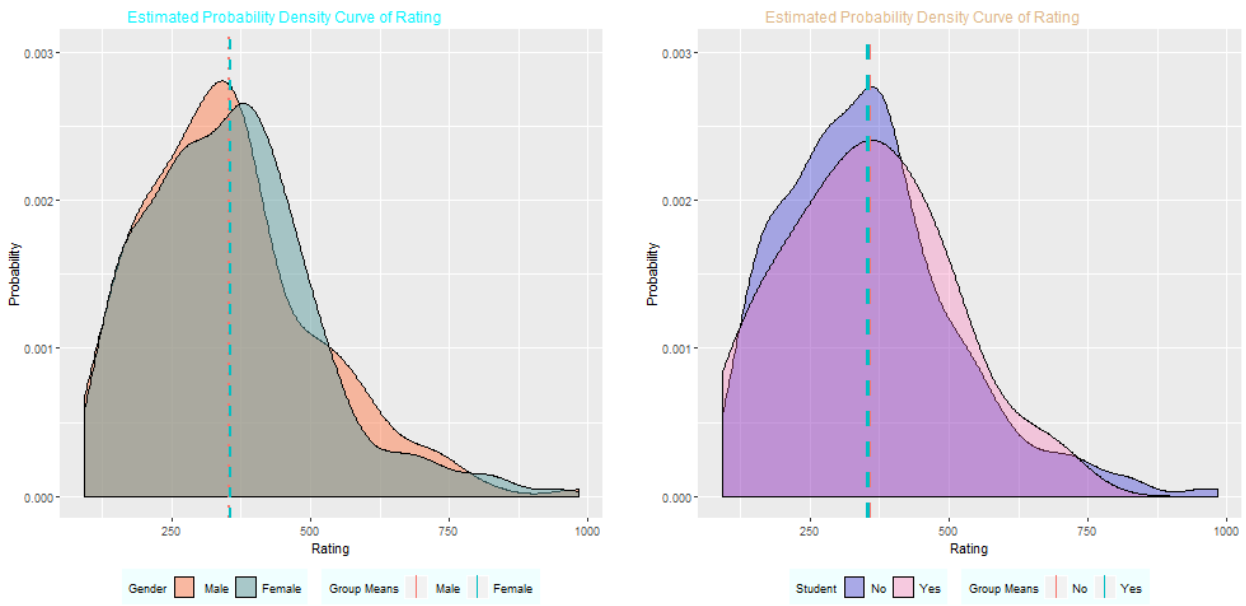 Estimated Probability Density Curve of Rating
0.003
0.002
0.001
0.000
Probability
250 500 750 1000
Rating
Gender Male Female Group Means Male Female
Estimated Probability Density Curve of Rating
0.003
0.002
0.001
0.000
Probability
250 500 750 1000
Rating
Student No Yes Group Means No Yes